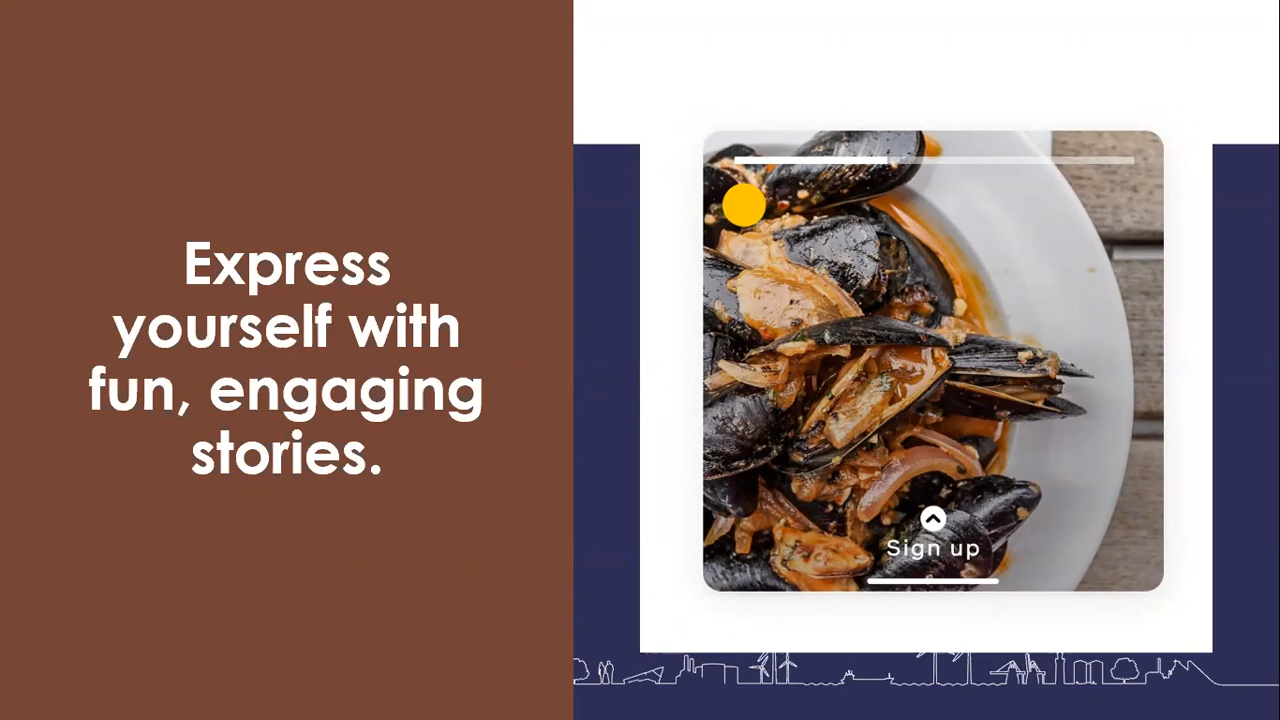 Express
yourself with
fun, engaging
stories.
Sign up